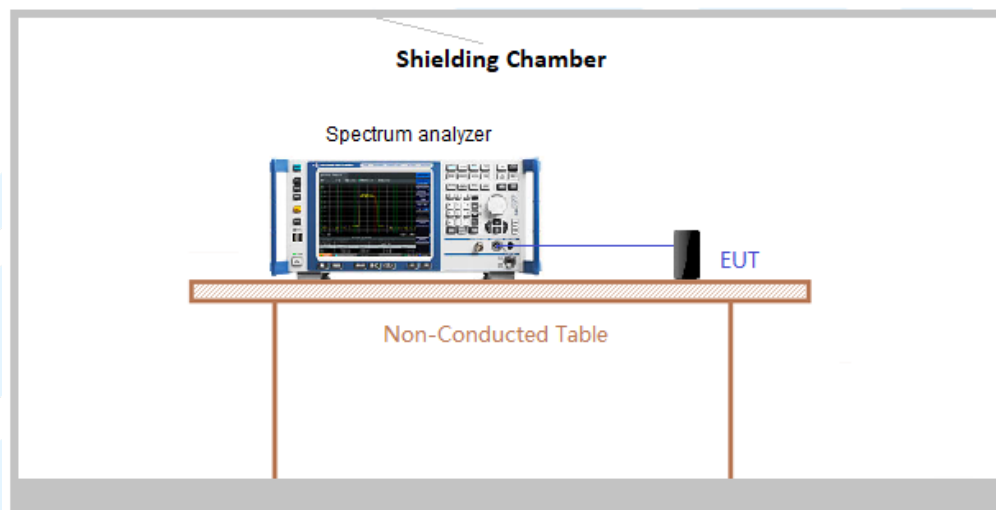 Shielding Chamber
Spectrum analyzer
EUT
Non-Conducted Table